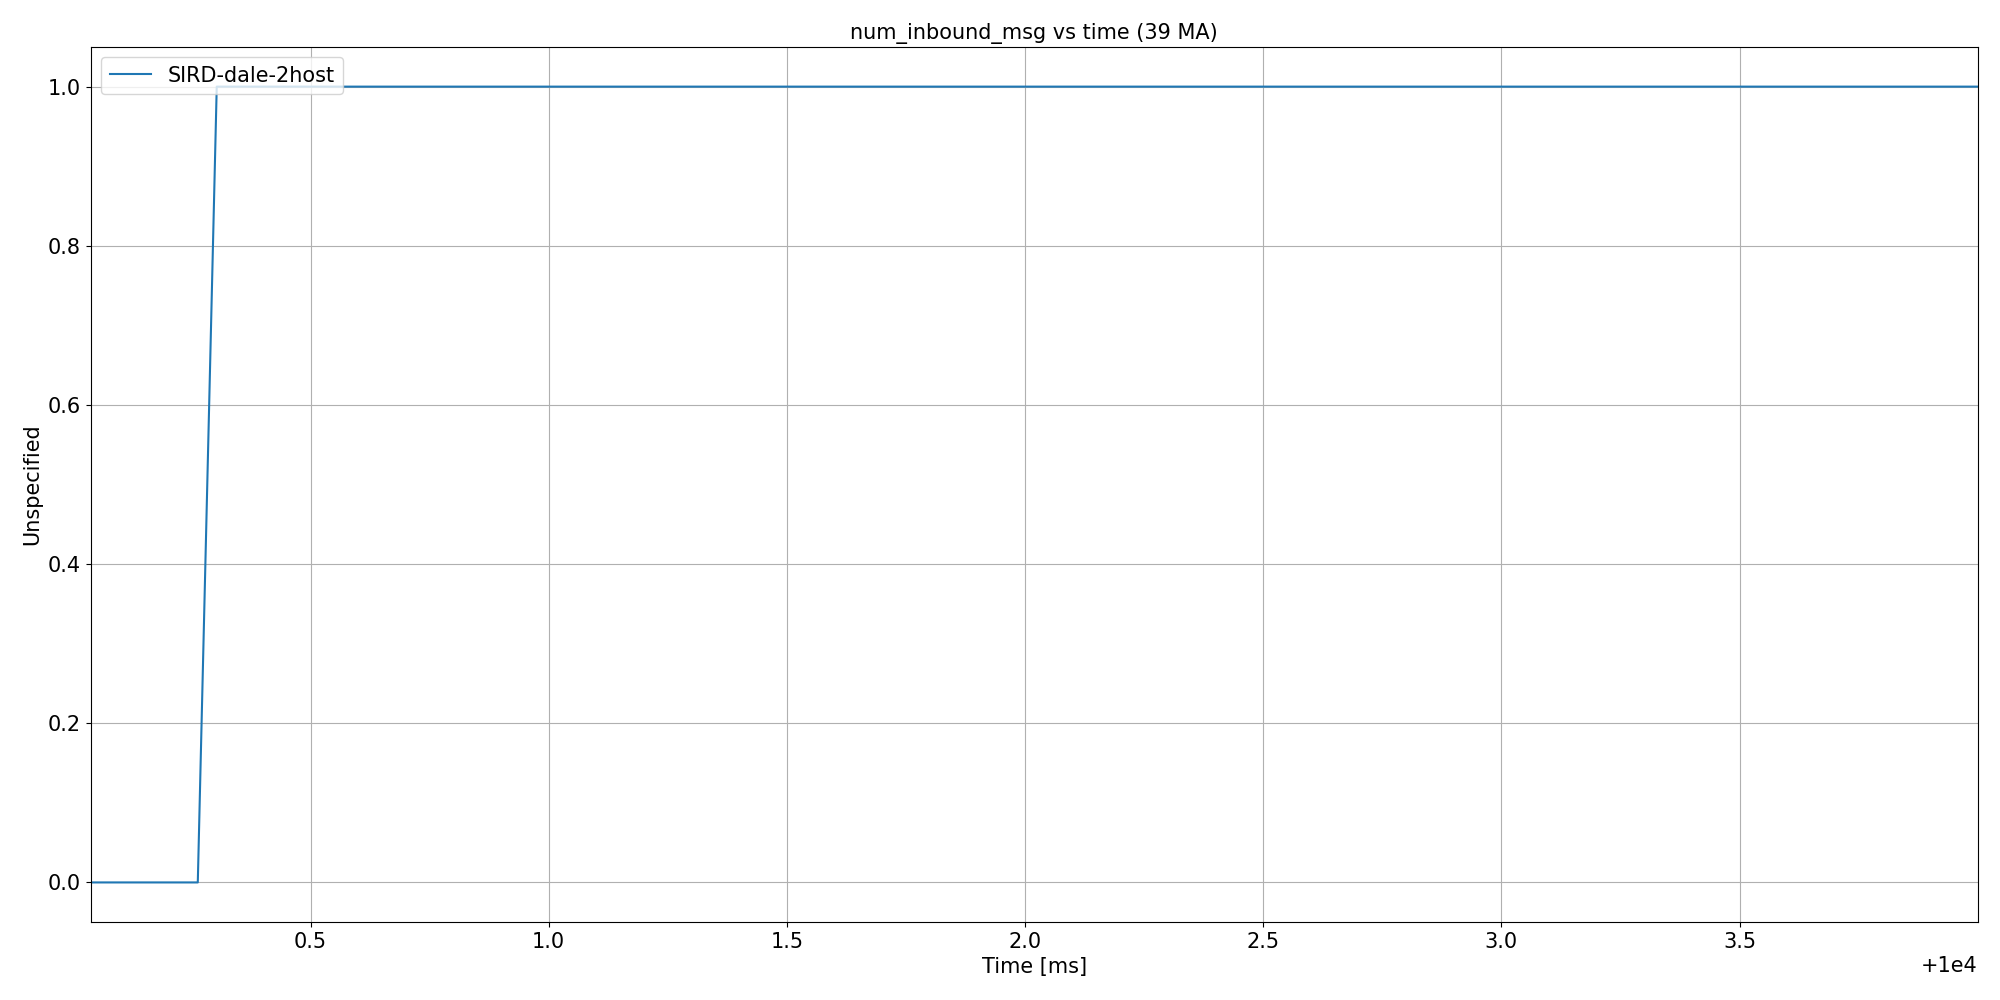 num_inbound_msg vs time (39 MA)
SIRD-dale-2host
1.0
0.8
0.6
0.4
0.2
0.0
Unspecified
0.5 1.0 1.5 2.0 2.5 3.0 3.5
Time [ms]
+1e4